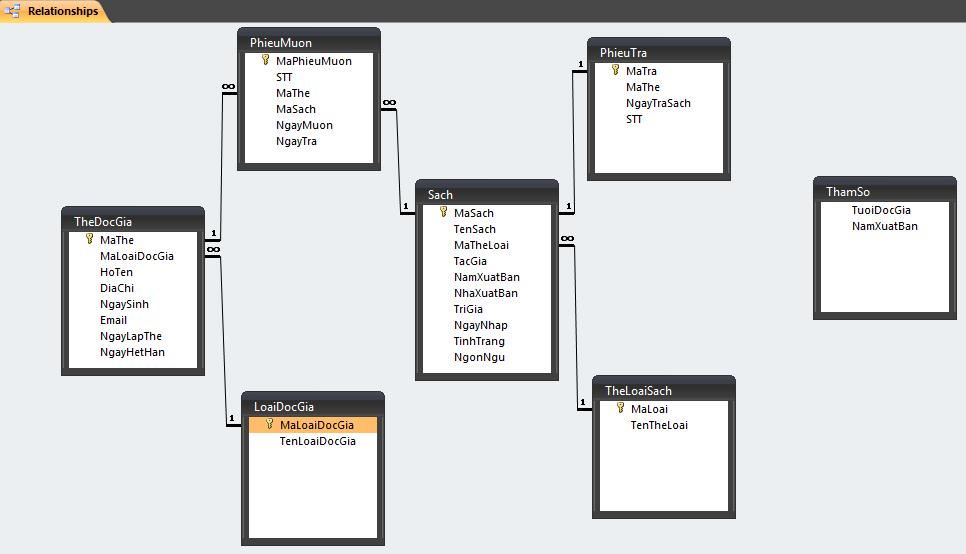 Relationships
PhieuMuon
MaPhieuMuon
STT
MaThe
MaSach
NgayMuon
NgayTra
∞
∞
PhieuTra
MaTra
MaThe
NgayTraSach
STT
1
Sach
MaSach
TenSach
MaTheLoai
TacGia
NamXuatBan
NhaXuatBan
TriGia
NgayNhap
TinhTrang
NgonNgu
1
1
∞
ThamSo
TuoiDocGia
NamXuatBan
TheDocGia
MaThe
MaLoaiDocGia
HoTen
DiaChi
NgaySinh
Email
NgayLapThe
NgayHetHan
1
∞
LoaiDocGia
MaLoaiDocGia
TenLoaiDocGia
1
TheLoaiSach
MaLoai
TenTheLoai
1